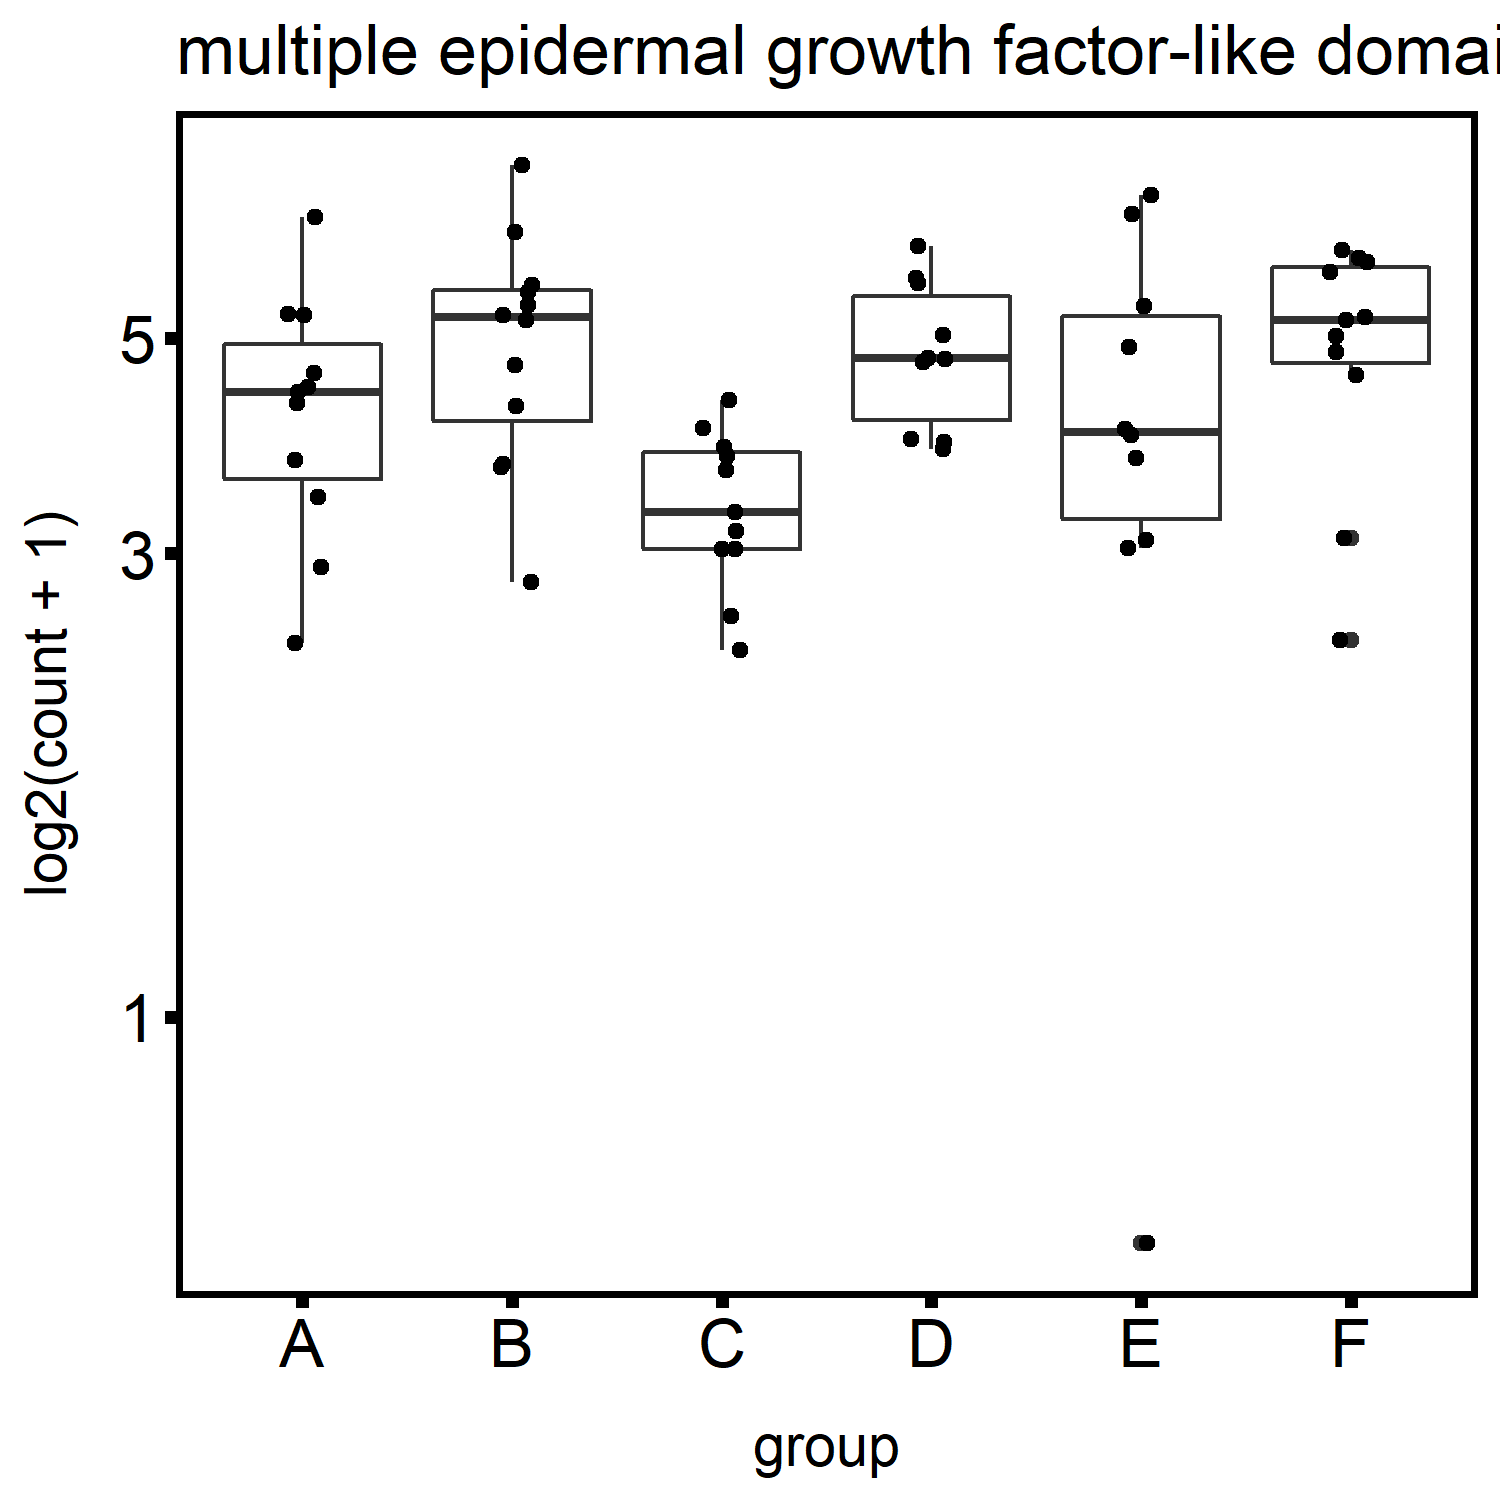 multiple epidermal growth factor-like domai
5
3
1
log2(count + 1)
A B C D E F
group